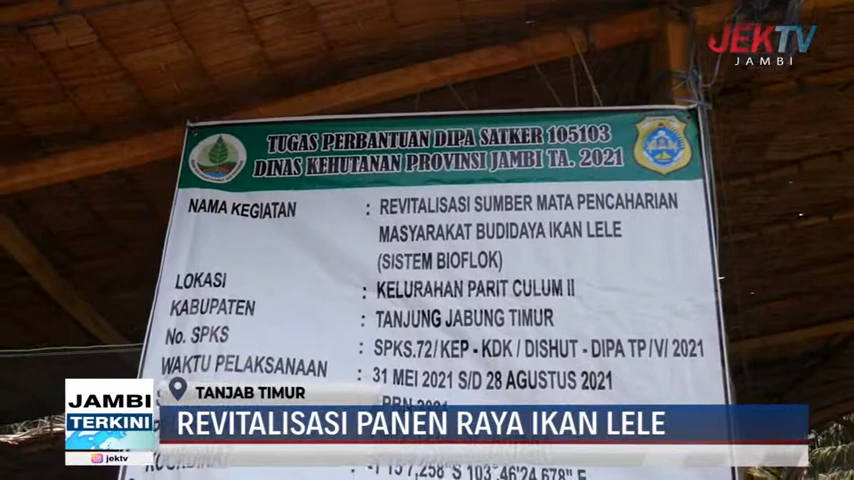 JEKTV
JAMBI
TUGAS PERBANTUAN DIPA SATKER 105103
DINAS KEHUTANAN PROVINSI JAMBI TA. 2021
NAMA KEGIATAN : REVITALISASI SUMBER MATA PENCAHARIAN
MASYARAKAT BUDIDAYA IKAN LELE
(SISTEM BIOFLOK)
LOKASI : KELURAHAN PARIT CULUM II
KABUPATEN : TANJUNG JABUNG TIMUR
No. SPKS : SPKS.72/KEP - KDK / DISHUT - DIPA TP/V/ 2021
WAKTU PELAKSANAAN : 31 MEI 2021 S/D 28 AGUSTUS 2021
JAMBI
TERKINI
jektv
TANJAB TIMUR
REVITALISASI PANEN RAYA IKAN LELE